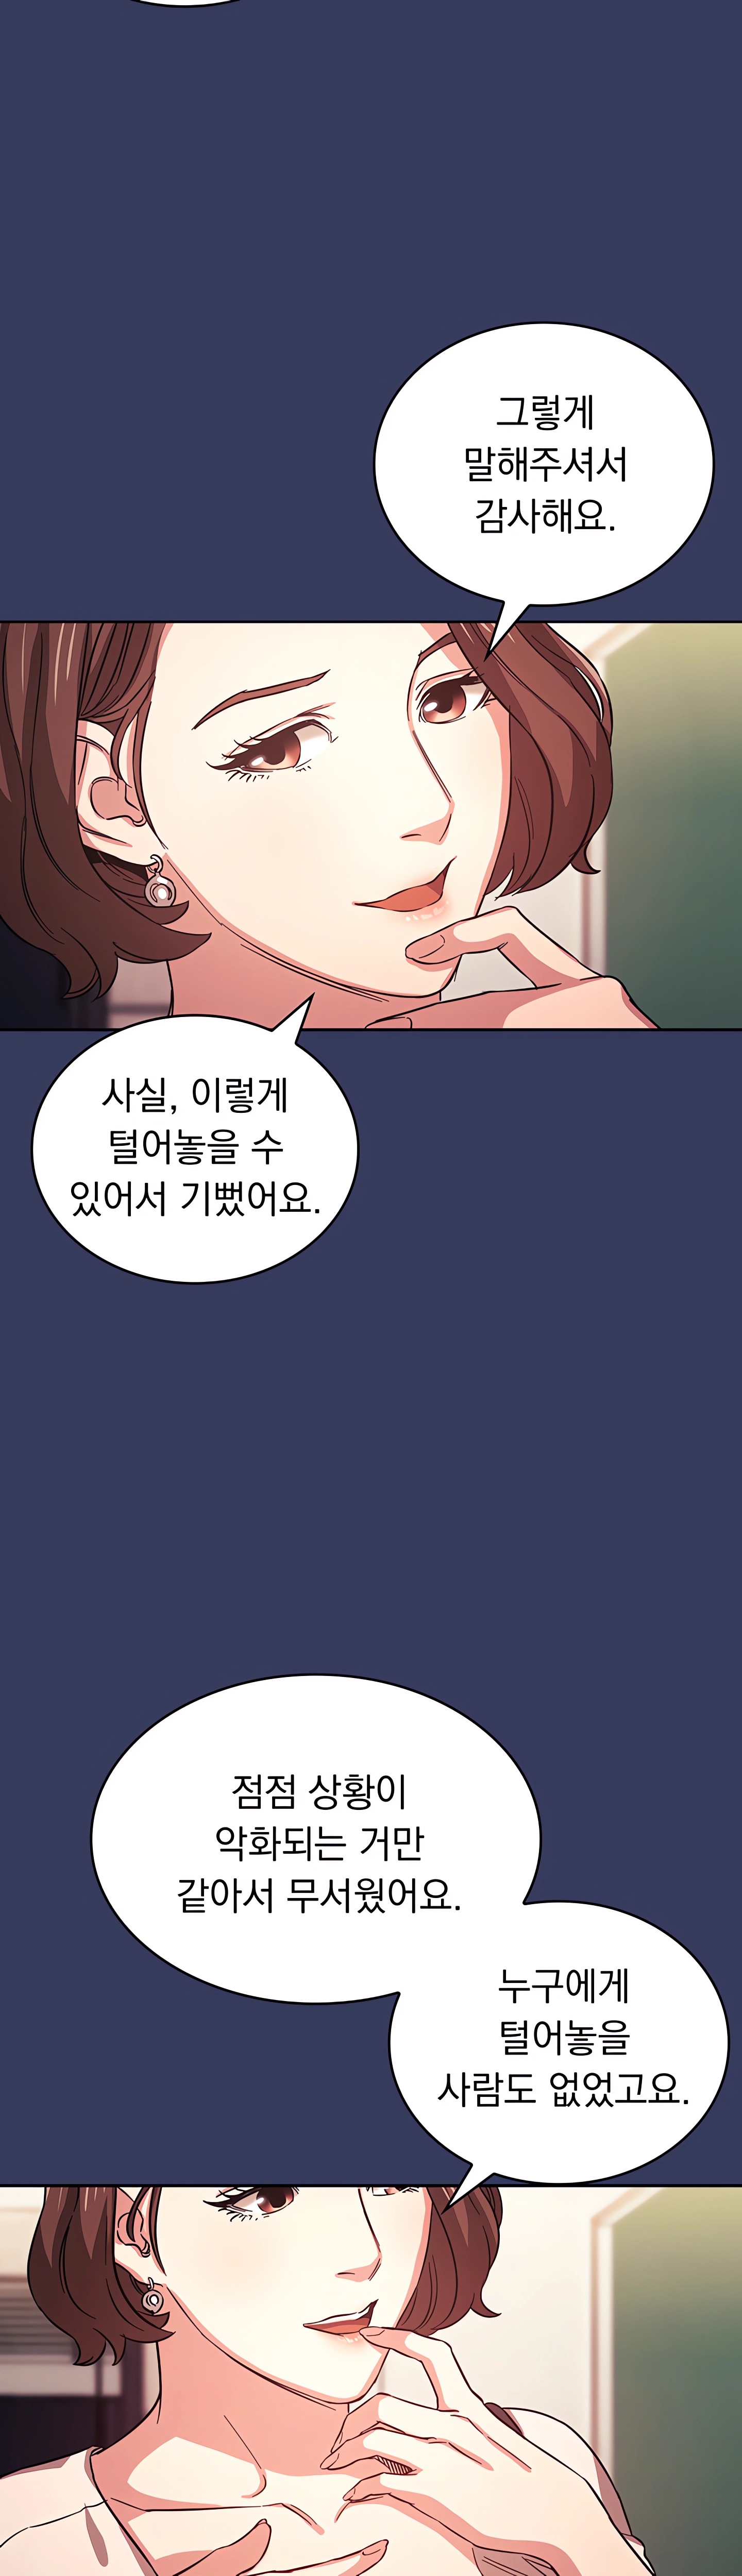 그렇게
말해주셔서
감사해요.
사실, 이렇게
털어놓을 수
있어서 기뻤어요.
점점 상황이
악화되는 거만
같아서 무서웠어요.
누구에게
털어놓을
사람도 없었고요.